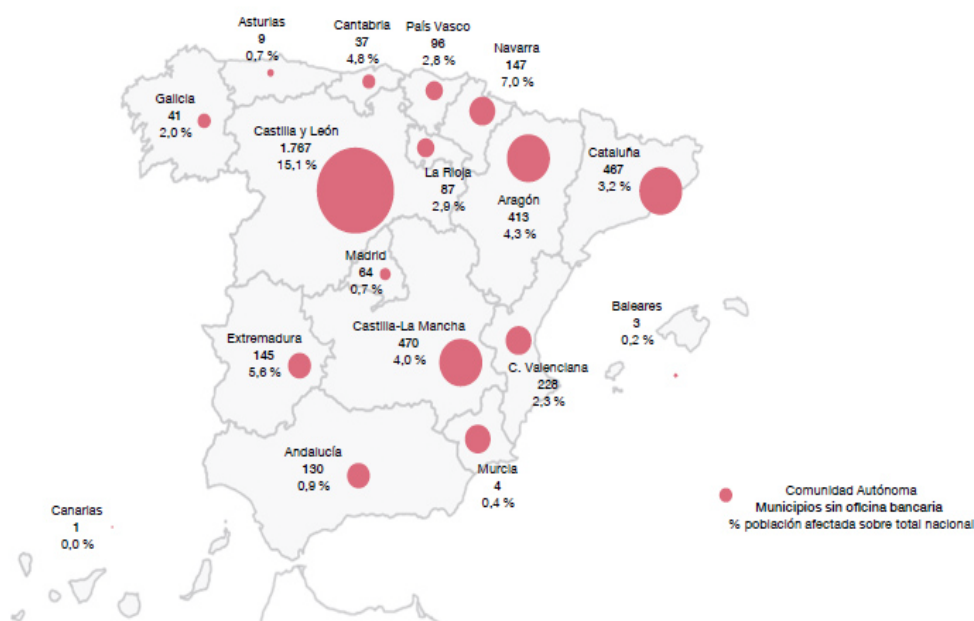 Asturias
9
0,7 %
Cantabria
37
4,8 %
País Vasco
96
2,8 %
Navarra
147
7,0 %
Galicia
41
2,0 %
Castilla y León
1.767
15,1 %
La Rioja
87
2,9 %
Aragón
413
4,3 %
Cataluña
467
3,2 %
Madrid
64
0,7 %
Baleares
3
0,2 %
Extremadura
145
5,6 %
Castilla-La Mancha
470
4,0 %
C. Valenciana
228
2,3 %
Andalucía
130
0,9 %
Murcia
4
0,4 %
Canarias
1
0,0 %
Comunidad Autónoma
Municipios sin oficina bancaria
% población afectada sobre total nacional